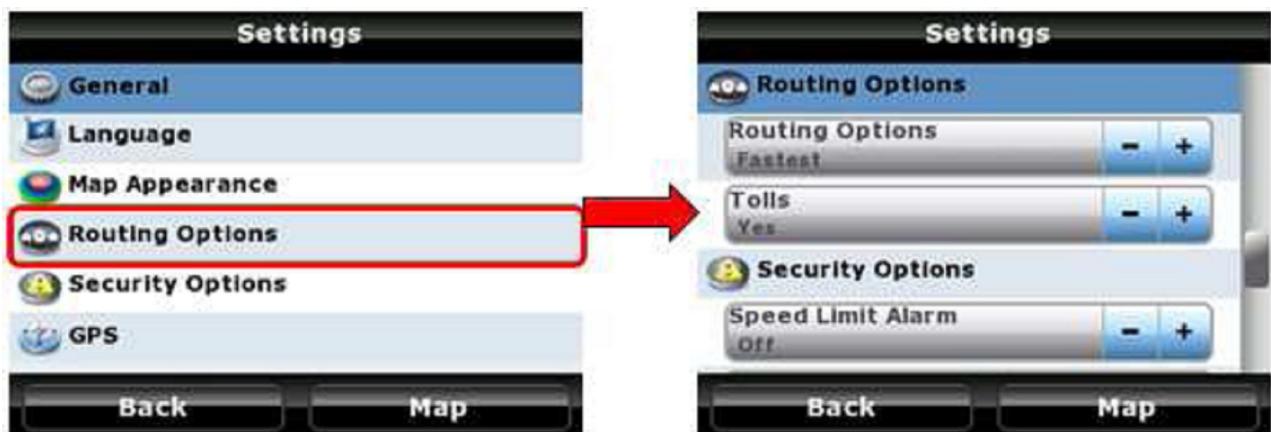 Settings
General
Language
Map Appearance
Routing Options
Security Options
GPS
Back Map
Settings
Routing Options
Routing Options
Fastest
- +
Tolls
Yes
- +
Security Options
Speed Limit Alarm
Off
- +
Back Map